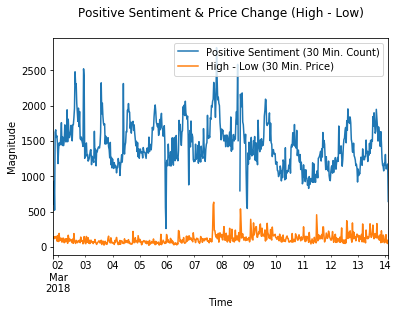 Positive Sentiment & Price Change (High - Low)
Positive Sentiment (30 Min. Count)
High - Low (30 Min. Price)
Magnitude
2500
2000
1500
1000
500
0
02 03 04 05 06 07 08 09 10 11 12 13 14
Mar
2018
Time